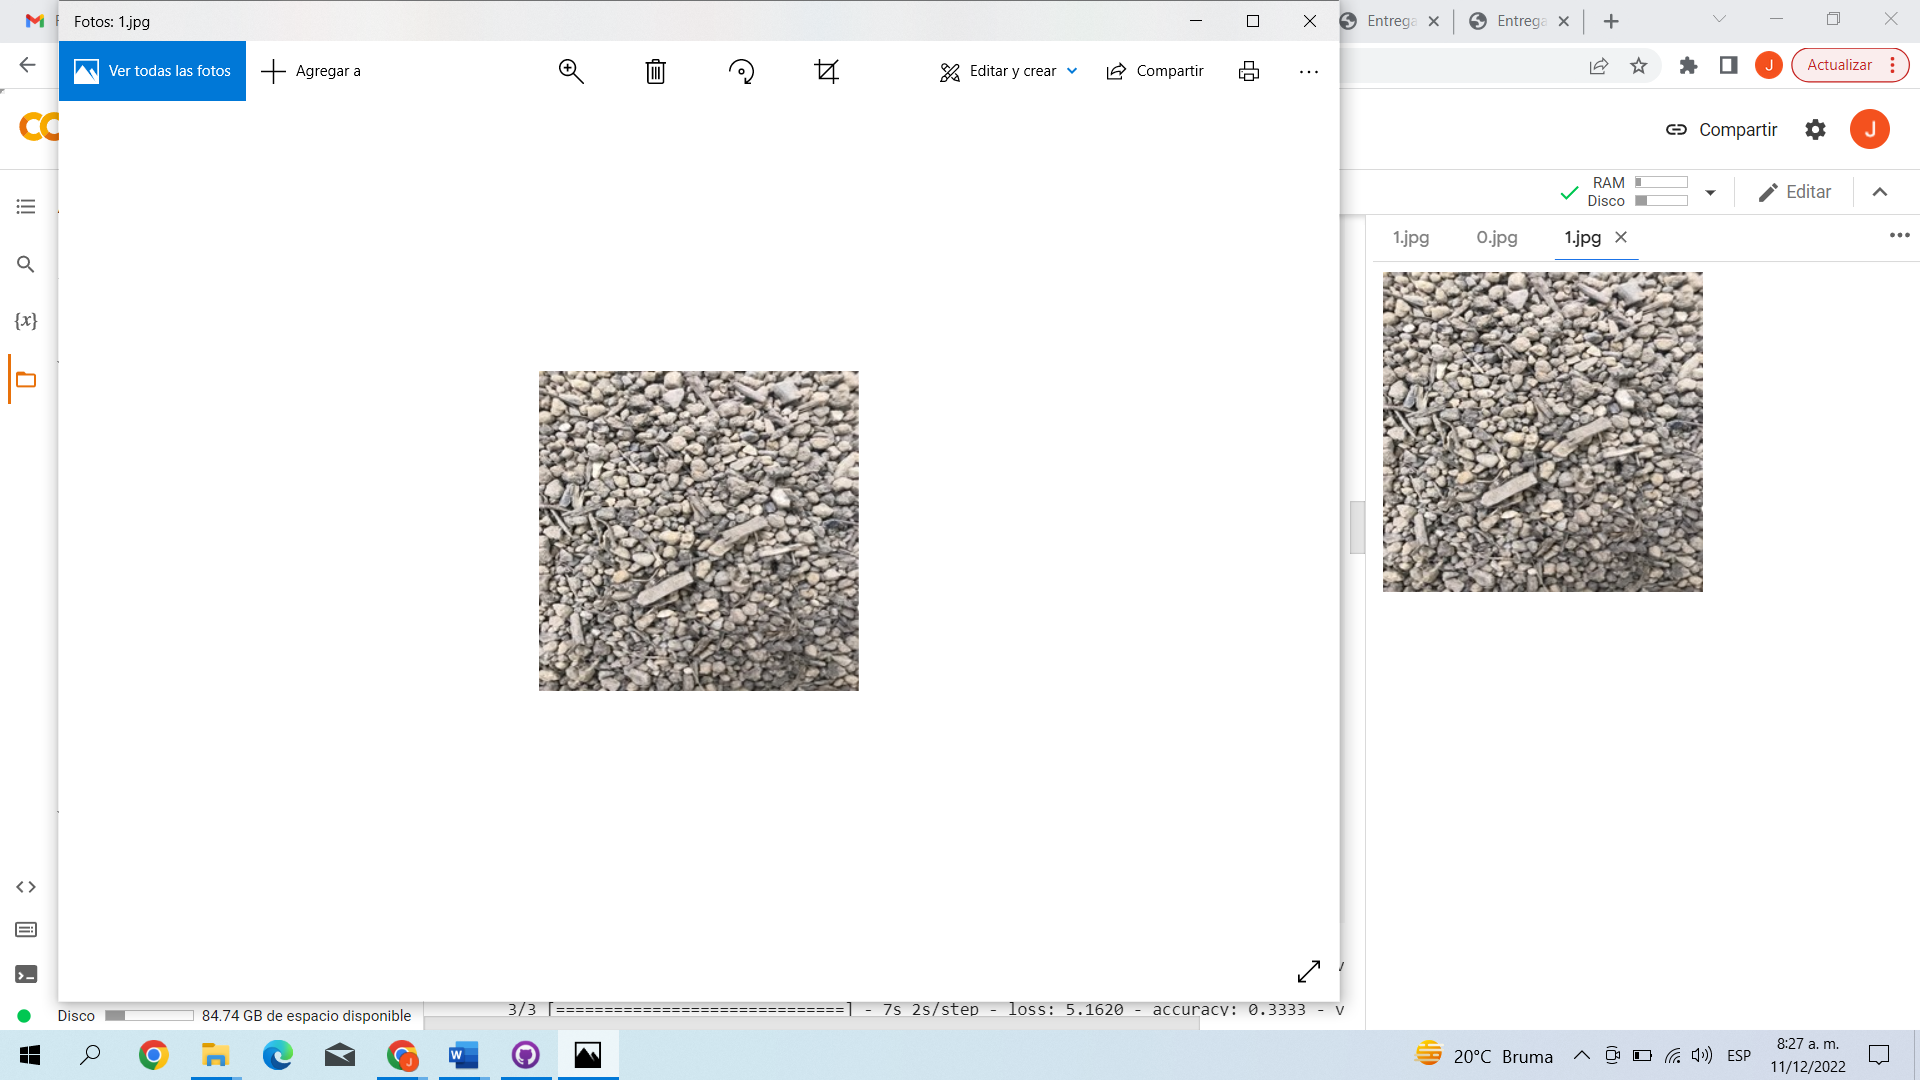 Fotos: 1.jpg
Entrega
Entrega
Ver todas las fotos
Agregar a
Editar y crear
Compartir
J
Actualizar
Compartir
J
RAM
Disco
Editar
{x}
1.jpg
0.jpg
1.jpg
3/3 [==============================] - 7s 2s/step - loss: 5.1620 - accuracy: 0.3333 - v
Disco
84.74 GB de espacio disponible
20°C Bruma
ESP
8:27 a. m.
11/12/2022